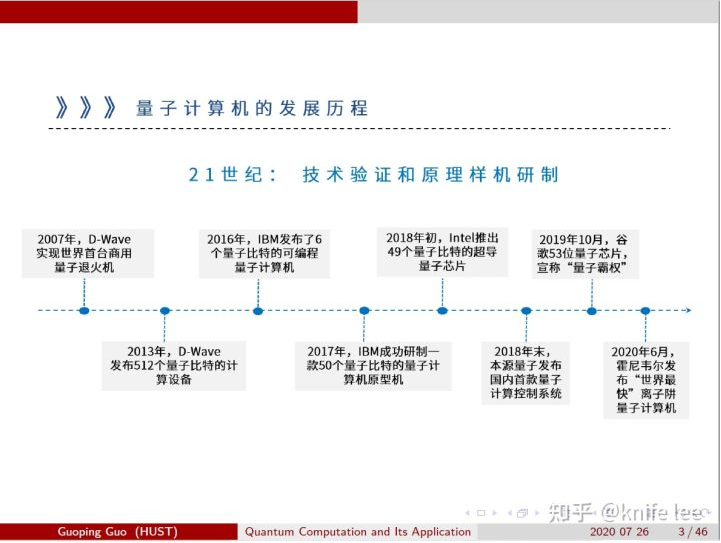 》》》 量子计算机的发展历程
21世纪： 技术验证和原理样机研制
2007年，D-Wave
实现世界首台商用
量子退火机
2016年，IBM发布了6
个量子比特的可编程
量子计算机
2018年初，Intel推出
49个量子比特的超导
量子芯片
2019年10月，谷
歌53位量子芯片，
宣称“量子霸权”
2013年，D-Wave
发布512个量子比特的计
算设备
2017年，IBM成功研制一
款50个量子比特的量子计
算机原型机
2018年末，
本源量子发布
国内首款量子
计算控制系统
2020年6月，
霍尼韦尔发
布“世界最
快”离子阱
量子计算机
知乎 @knife lee
Guoping Guo (HUST)
Quantum Computation and Its Application
2020 07 26
3 / 46